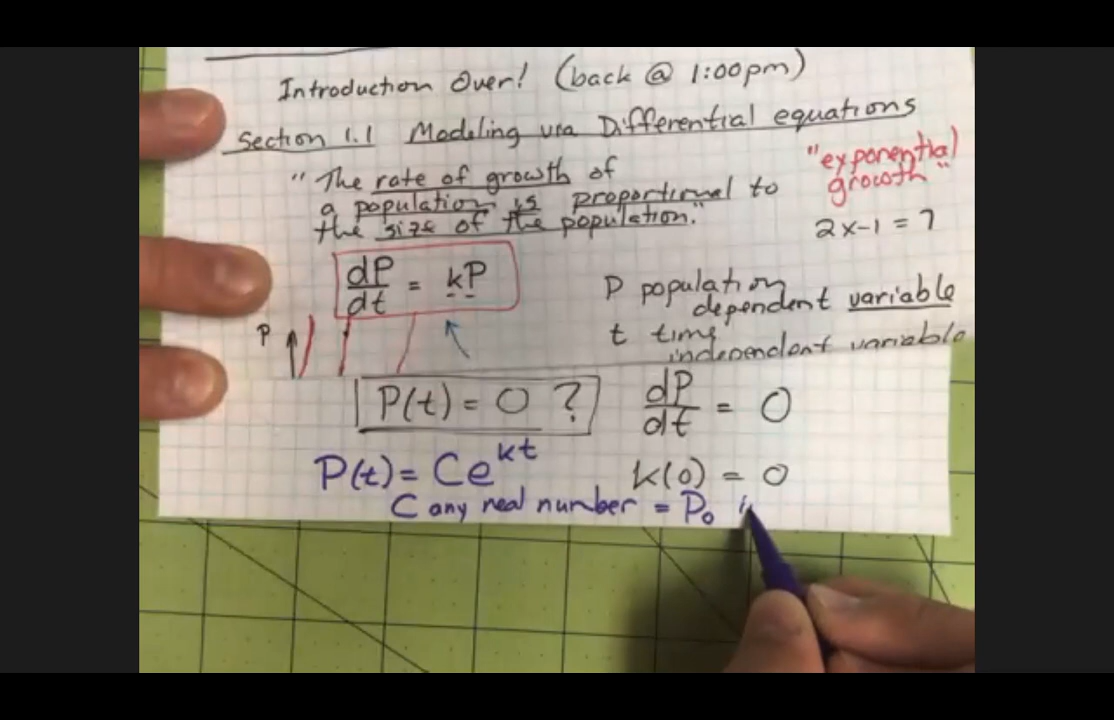 Introduction Over! (back @ 1:00pm)
Section 1.1 Modeling via Differential equations
"The rate of growth of
a population is proportional to
the size of the population."
"exponential
growth"
2x-1 = 7
dP/dt = kP
P population
dependent variable
t time
independent variable
P
P(t) = 0 ?
dP/dt = 0
P(t) = Ce^kt
k(0) = 0
C any real number = P₀